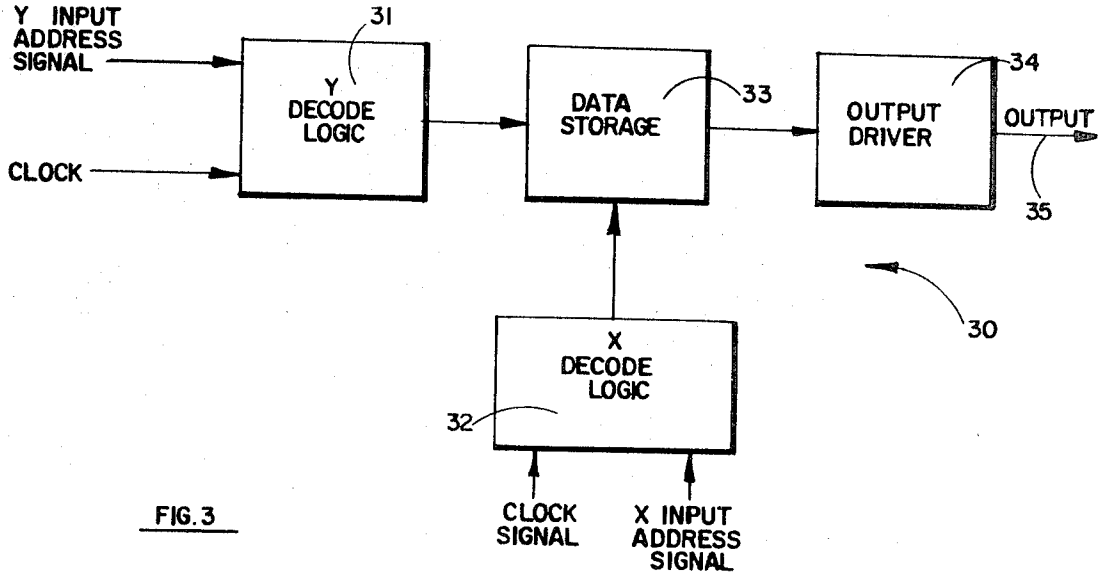 Y INPUT
ADDRESS
SIGNAL
CLOCK
31
Y
DECODE
LOGIC
DATA
STORAGE
33
OUTPUT
DRIVER
34
OUTPUT
35
30
X
DECODE
LOGIC
32
CLOCK
SIGNAL
X INPUT
ADDRESS
SIGNAL
FIG.3